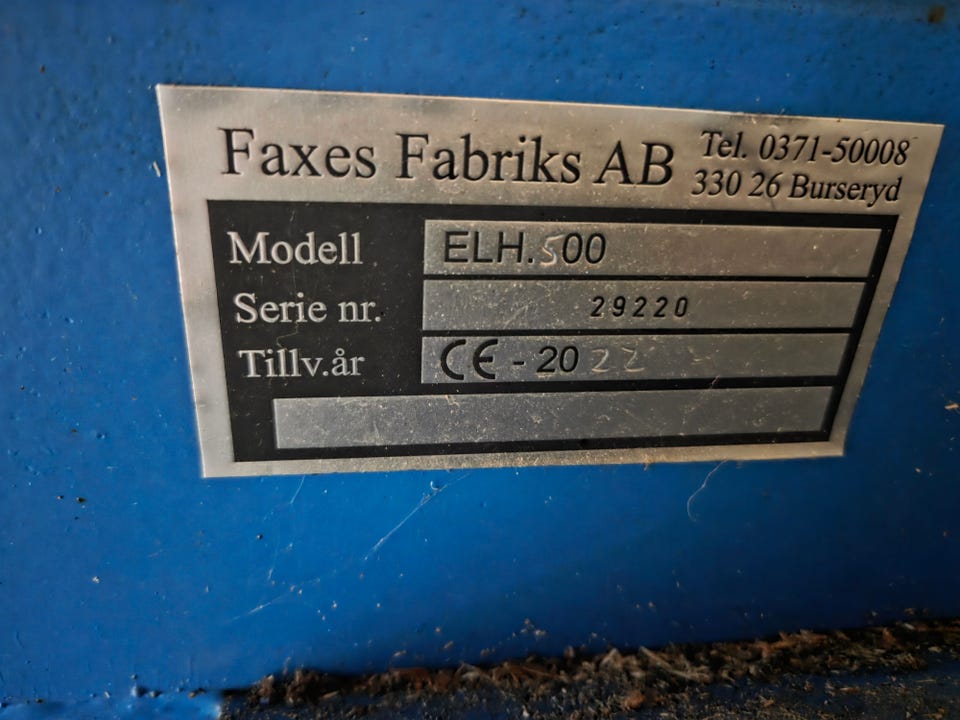 Faxes Fabriks AB
Tel. 0371-50008
330 26 Burseryd
Modell ELH.500
Serie nr. 29220
Tillv.år CE - 2022